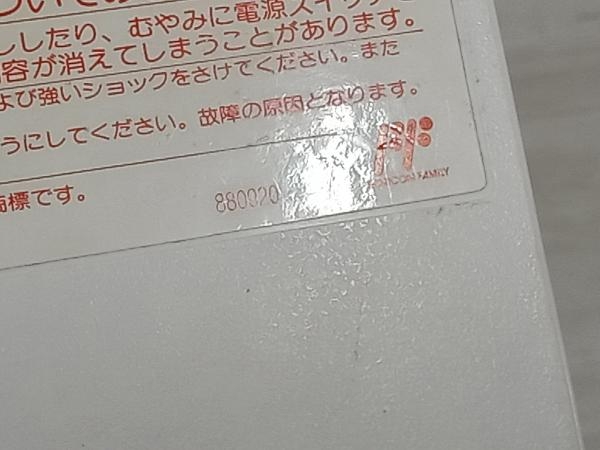 ししたり、むやみに電源スイッチ
内容が消えてしまうことがあります。
よび強いショックをさけてください。また
うにしてください。故障の原因となります。
商標です。
880920
FAMILY